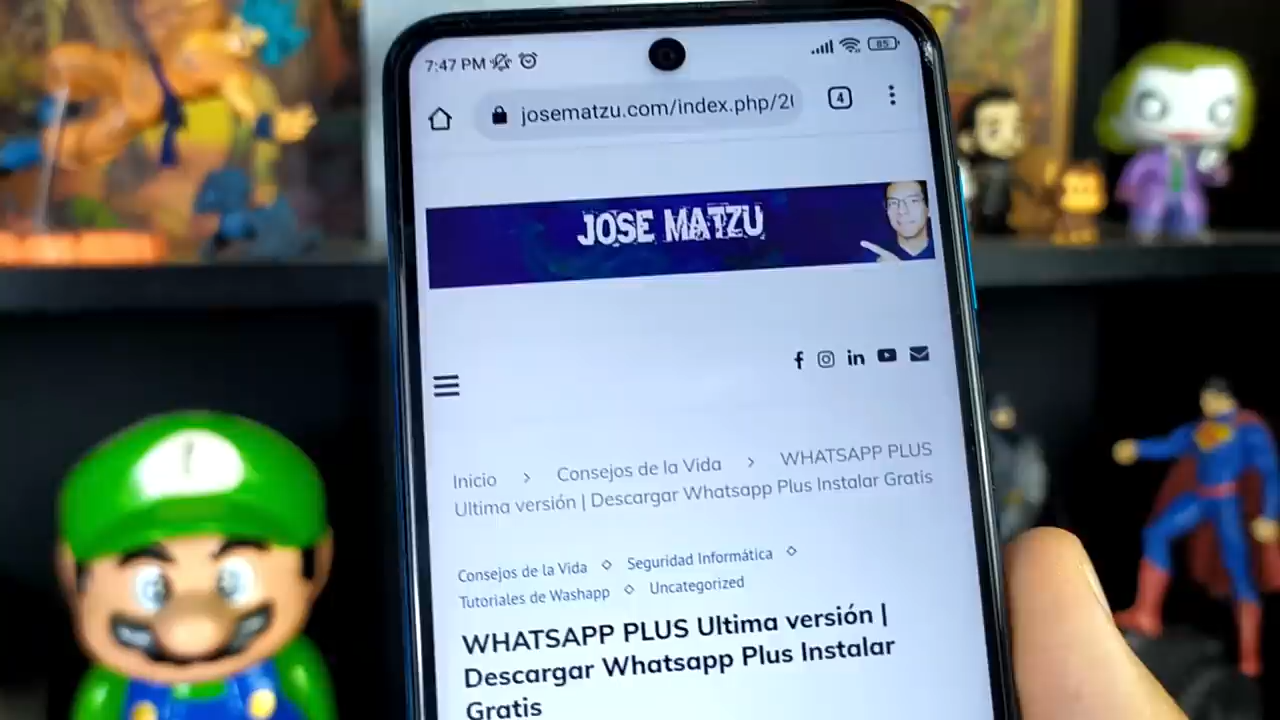 7:47 PM
85
josematzu.com/index.php/20
4
JOSE MATZU
Inicio > Consejos de la Vida > WHATSAPP PLUS
Ultima versión | Descargar Whatsapp Plus Instalar Gratis
Consejos de la Vida ◇ Seguridad Informática ◇
Tutoriales de Washapp ◇ Uncategorized
WHATSAPP PLUS Ultima versión |
Descargar Whatsapp Plus Instalar
Gratis